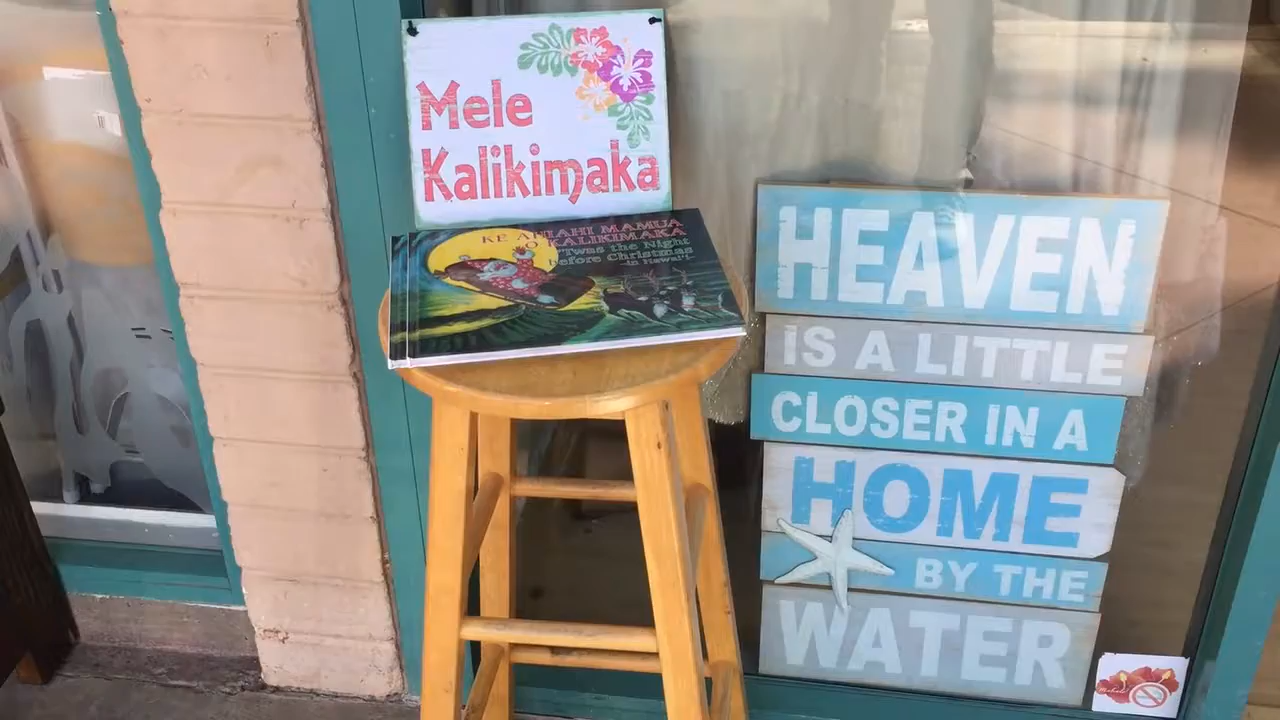 Mele
Kalikimaka
KE AHIAHI MAMUA
O KALIKIMAKA
'Twas the Night
before Christmas
-in Hawai'i-
HEAVEN
IS A LITTLE
CLOSER IN A
HOME
BY THE
WATER
Mahalo